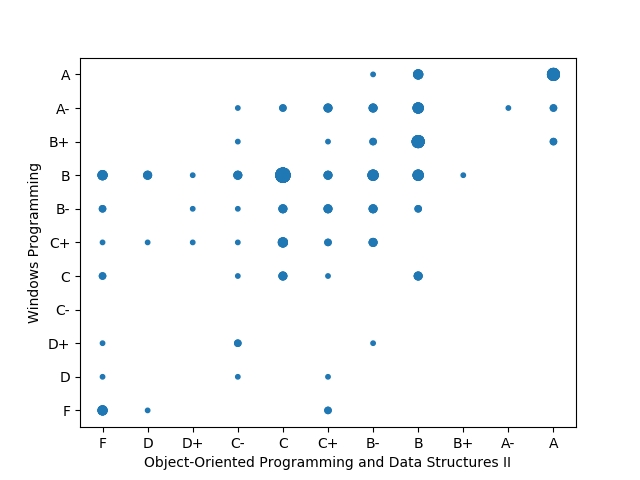 Windows Programming
A
A-
B+
B
B-
C+
C
C-
D+
D
F
F D D+ C- C C+ B- B B+ A- A
Object-Oriented Programming and Data Structures II